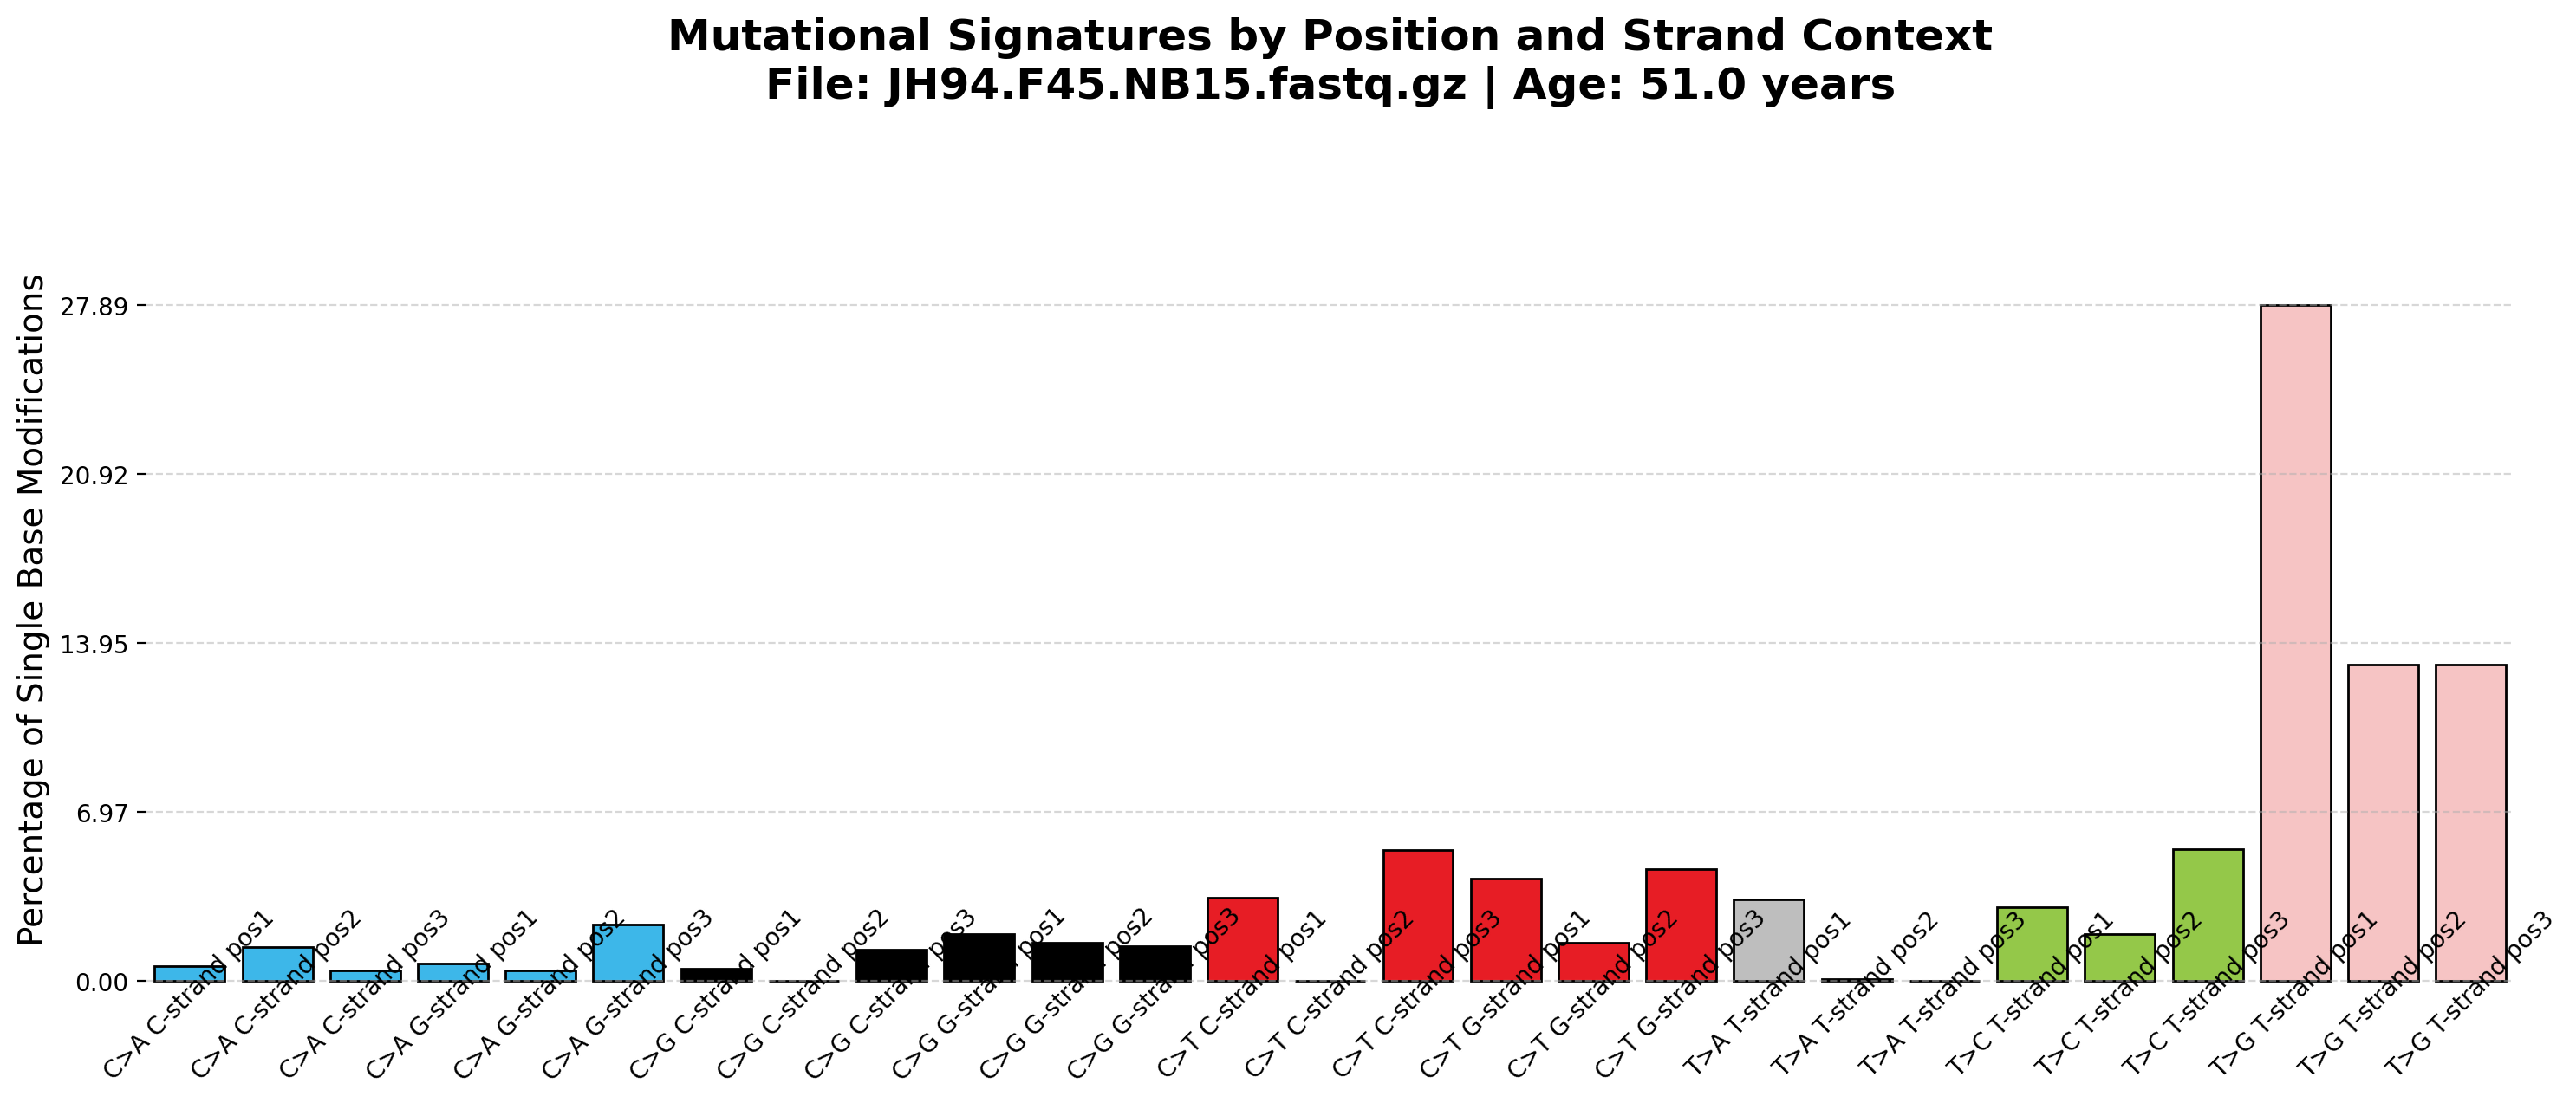 Mutational Signatures by Position and Strand Context
File: JH94.F45.NB15.fastq.gz | Age: 51.0 years
Percentage of Single Base Modifications
27.89
20.92
13.95
6.97
0.00
C>A C-strand pos1
C>A C-strand pos2
C>A C-strand pos3
C>A G-strand pos1
C>A G-strand pos2
C>A G-strand pos3
C>G C-strand pos1
C>G C-strand pos2
C>G C-strand pos3
C>G G-strand pos1
C>G G-strand pos2
C>G G-strand pos3
C>T C-strand pos1
C>T C-strand pos2
C>T C-strand pos3
C>T G-strand pos1
C>T G-strand pos2
C>T G-strand pos3
T>A T-strand pos1
T>A T-strand pos2
T>A T-strand pos3
T>C T-strand pos1
T>C T-strand pos2
T>C T-strand pos3
T>G T-strand pos1
T>G T-strand pos2
T>G T-strand pos3